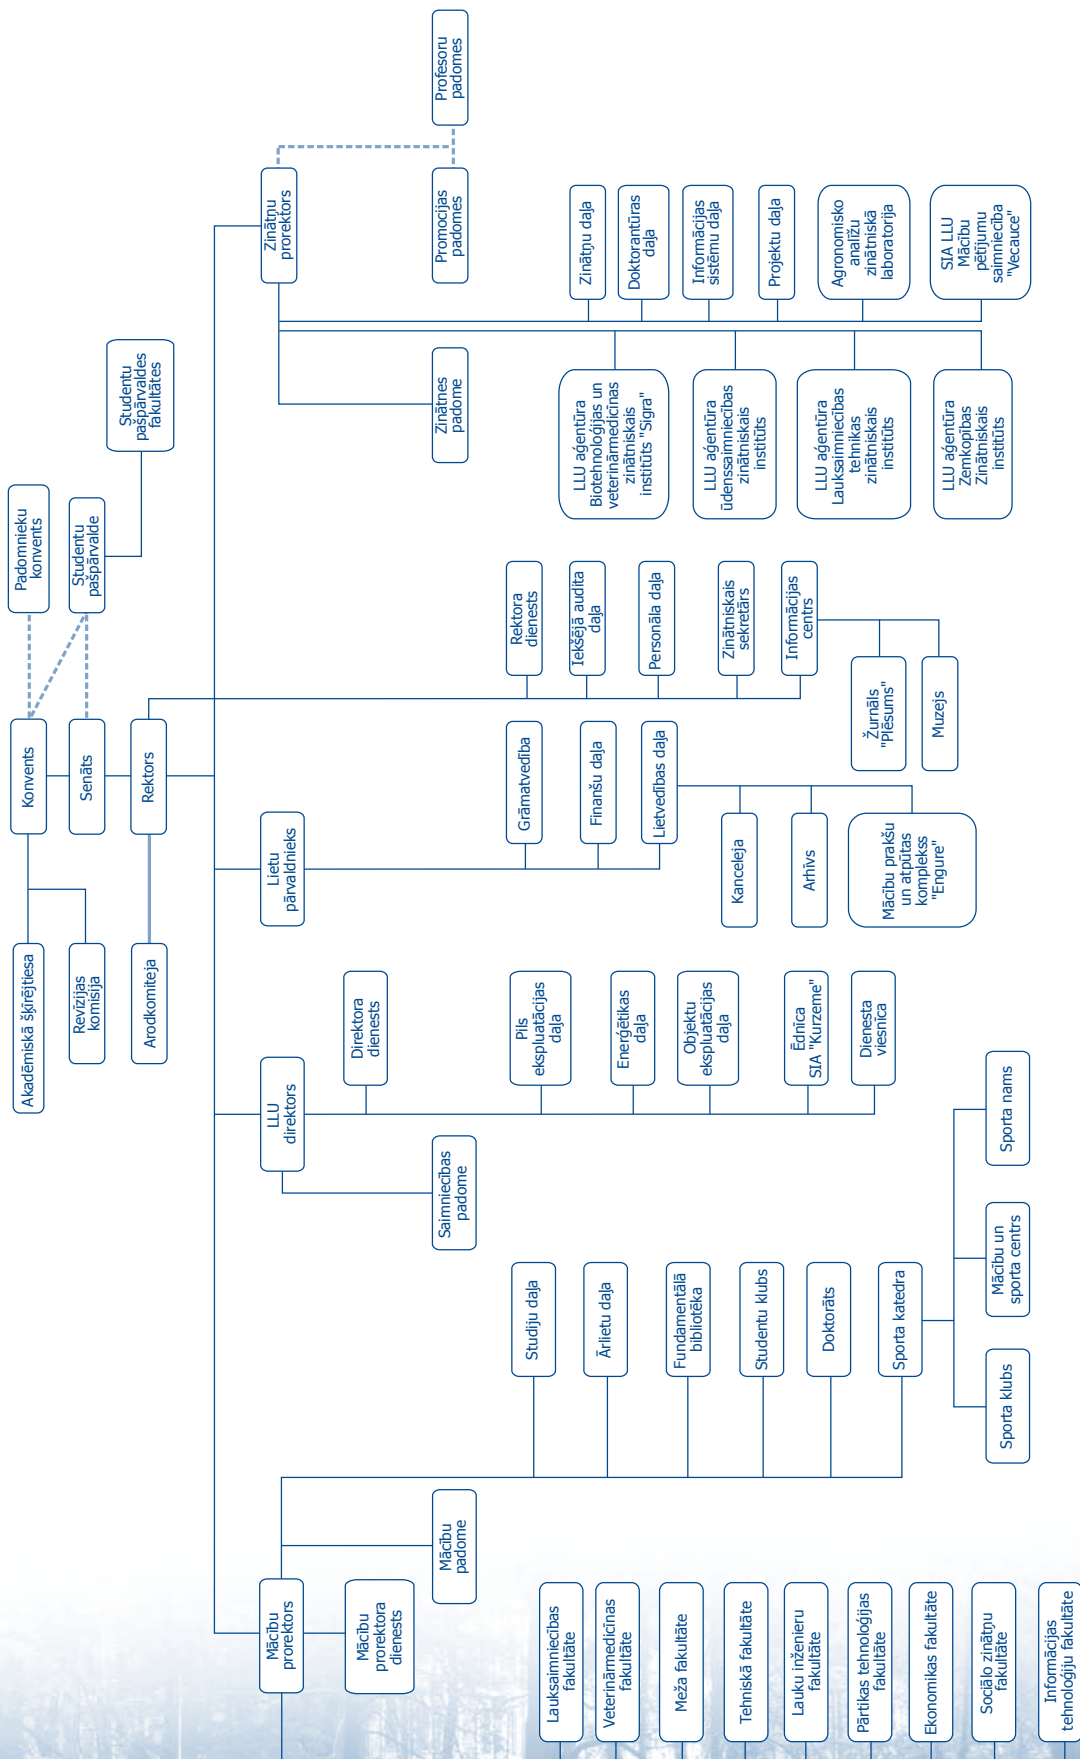 Konvents
Padomnieku
konvents
Akadēmiskā šķirējtiesa
Revīzijas
komisija
Senāts
Studentu
pašpārvalde
Studentu
pašpārvaldes
fakultātes
Arodkomiteja
Rektors
Mācību
prorektors
LLU
direktors
Lietu
pārvaldnieks
Zinātņu
prorektors
Mācību
prorektora
dienests
Mācību
padome
Direktora
dienests
Saimniecības
padome
Zinātnes
padome
Promocijas
padomes
Profesoru
padomes
Lauksaimniecības
fakultāte
Veterinārmedicīnas
fakultāte
Meža fakultāte
Tehniskā fakultāte
Lauku inženieru
fakultāte
Pārtikas tehnoloģijas
fakultāte
Ekonomikas fakultāte
Sociālo zinātņu
fakultāte
Informācijas
tehnoloģiju fakultāte
Studiju daļa
Ārlietu daļa
Fundamentālā
bibliotēka
Studentu klubs
Doktorāts
Sporta katedra
Sporta klubs
Mācību un
sporta centrs
Sporta nams
Pils
ekspluatācijas
daļa
Enerģētikas
daļa
Objektu
ekspluatācijas
daļa
Ēdnīca
SIA "Kurzeme"
Dienesta
viesnīca
Grāmatvedība
Finanšu daļa
Lietvedības daļa
Kanceleja
Arhīvs
Mācību prakšu
un atpūtas
komplekss
"Engure"
Rektora
dienests
Iekšējā audita
daļa
Personāla daļa
Zinātniskais
sekretārs
Informācijas
centrs
Žurnāls
"Plēsums"
Muzejs
LLU aģentūra
Biotehnoloģijas un
veterinārmedicīnas
zinātniskais
institūts "Sigra"
LLU aģentūra
ūdenssaimniecības
zinātniskais
institūts
LLU aģentūra
Lauksaimniecības
tehnikas
zinātniskais
institūts
LLU aģentūra
Zemkopības
Zinātniskais
institūts
Zinātņu daļa
Doktorantūras
daļa
Informācijas
sistēmu daļa
Projektu daļa
Agronomisko
analīžu
zinātniskā
laboratorija
SIA LLU
Mācību
pētījumu
saimniecība
"Vecauce"